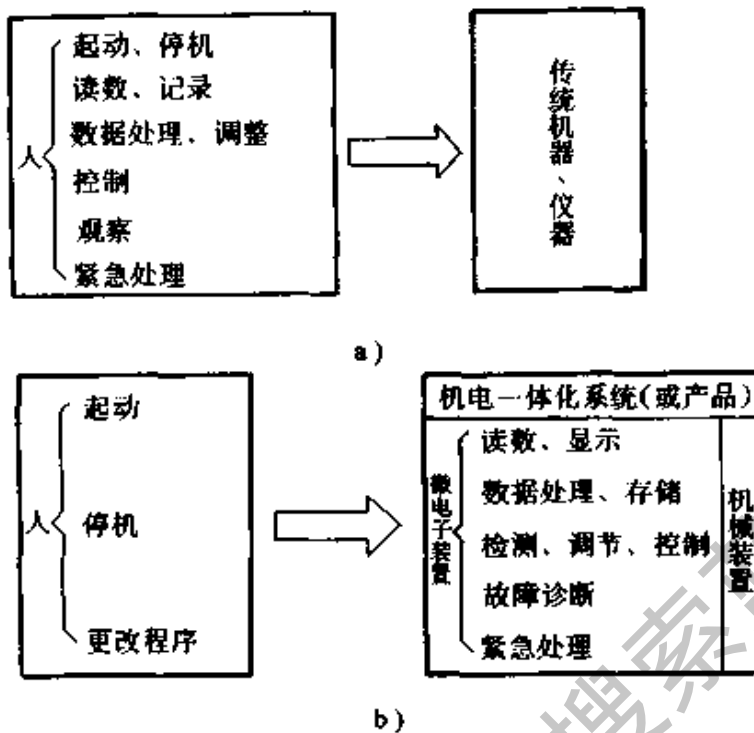 起动、停机
读数、记录
数据处理、调整
人
控制
观察
紧急处理
传统机器、仪器
a)
起动
人
停机
更改程序
机电一体化系统(或产品)
微电子装置
读数、显示
数据处理、存储
检测、调节、控制
故障诊断
紧急处理
机械装置
b)
搜索